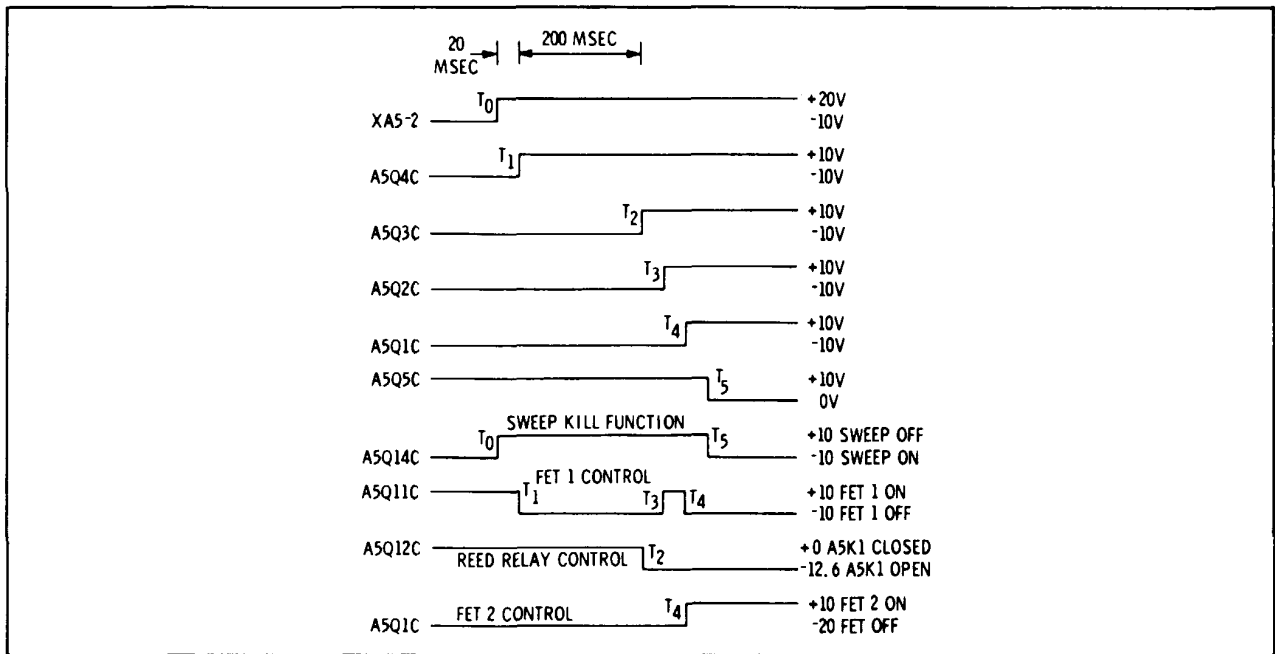 20 MSEC
200 MSEC
XA5-2 T0 +20V
-10V
A5Q4C T1 +10V
-10V
A5Q3C T2 +10V
-10V
A5Q2C T3 +10V
-10V
A5Q1C T4 +10V
-10V
A5Q5C T5 +10V
0V
SWEEP KILL FUNCTION
A5Q14C T0 T5 +10 SWEEP OFF
-10 SWEEP ON
FET 1 CONTROL
A5Q11C T1 T3 T4 +10 FET 1 ON
-10 FET 1 OFF
A5Q12C REED RELAY CONTROL T2 +0 A5K1 CLOSED
-12.6 A5K1 OPEN
A5Q1C FET 2 CONTROL T4 +10 FET 2 ON
-20 FET OFF